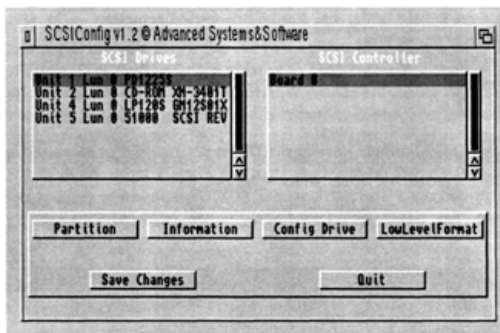 SCSIConfig v1.2 © Advanced Systems&Software
SCSI Drives
SCSI Controller
Unit 1 Lun 0 PD1225S
Unit 2 Lun 0 CD-ROM XM-3401T
Unit 4 Lun 0 LP120S GM12S01X
Unit 5 Lun 0 51000 SCSI REV
Board 0
Partition
Information
Config Drive
LowLevelFormat
Save Changes
Quit